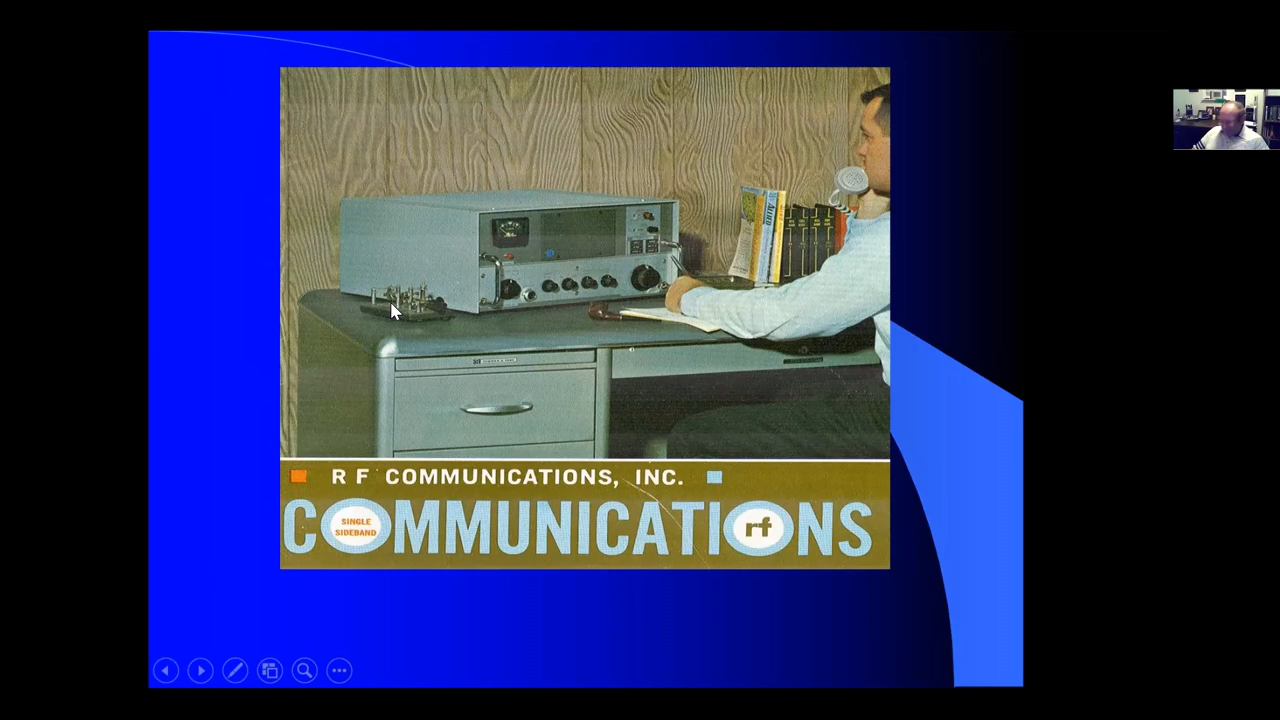 R F COMMUNICATIONS, INC.
COMMUNICATIONS
SINGLE
SIDEBAND
rf